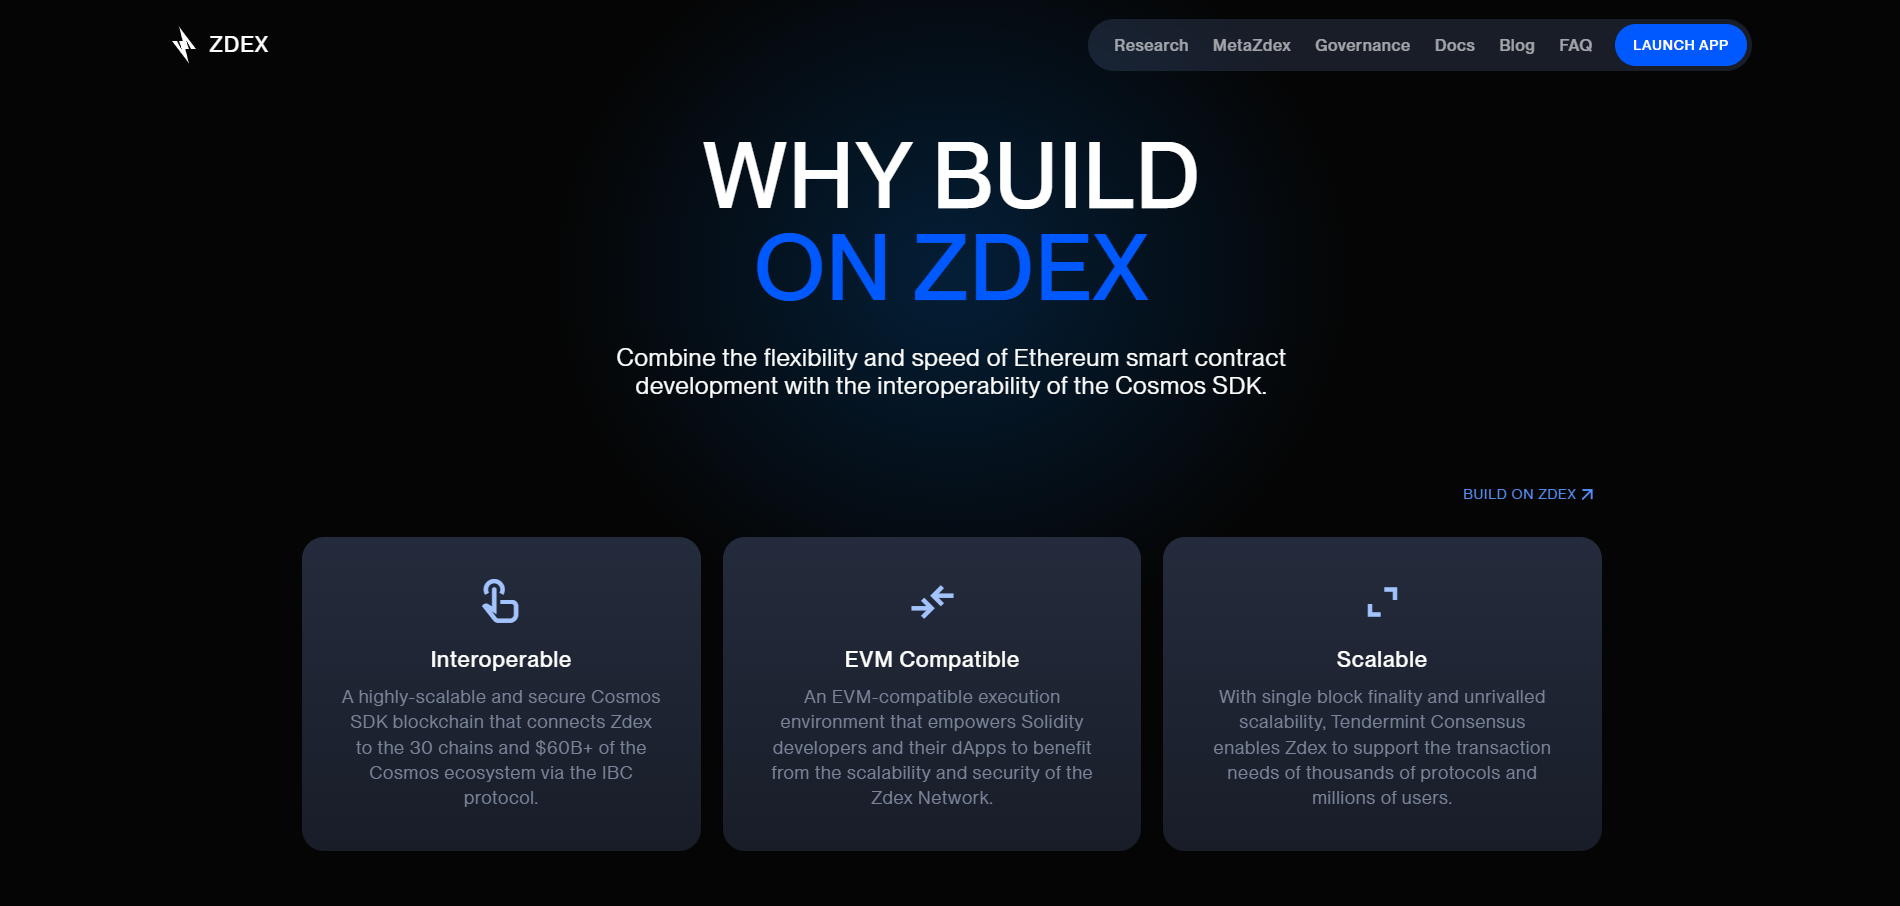 ZDEX
Research MetaZdex Governance Docs Blog FAQ LAUNCH APP
WHY BUILD
ON ZDEX
Combine the flexibility and speed of Ethereum smart contract
development with the interoperability of the Cosmos SDK.
BUILD ON ZDEX
Interoperable
A highly-scalable and secure Cosmos
SDK blockchain that connects Zdex
to the 30 chains and $60B+ of the
Cosmos ecosystem via the IBC
protocol.
EVM Compatible
An EVM-compatible execution
environment that empowers Solidity
developers and their dApps to benefit
from the scalability and security of the
Zdex Network.
Scalable
With single block finality and unrivalled
scalability, Tendermint Consensus
enables Zdex to support the transaction
needs of thousands of protocols and
millions of users.